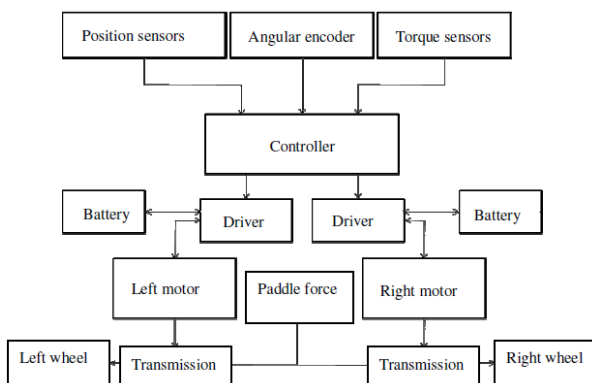 Position sensors
Angular encoder
Torque sensors
Controller
Battery
Driver
Driver
Battery
Left motor
Paddle force
Right motor
Left wheel
Transmission
Transmission
Right wheel